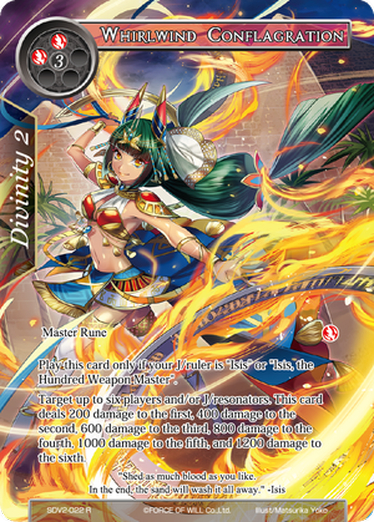 Whirlwind Conflagration
3
Divinity 2
Master Rune
Play this card only if your J/ruler is "Isis" or "Isis, the
Hundred Weapon Master".
Target up to six players and/or J/resonators. This card
deals 200 damage to the first, 400 damage to the
second, 600 damage to the third, 800 damage to the
fourth, 1000 damage to the fifth, and 1200 damage to
the sixth.
"Shed as much blood as you like.
In the end, the sand will wash it all away." -Isis
SDV2-022 R
©FORCE OF WILL Co.,Ltd.
Illust/Matsurika Yoko